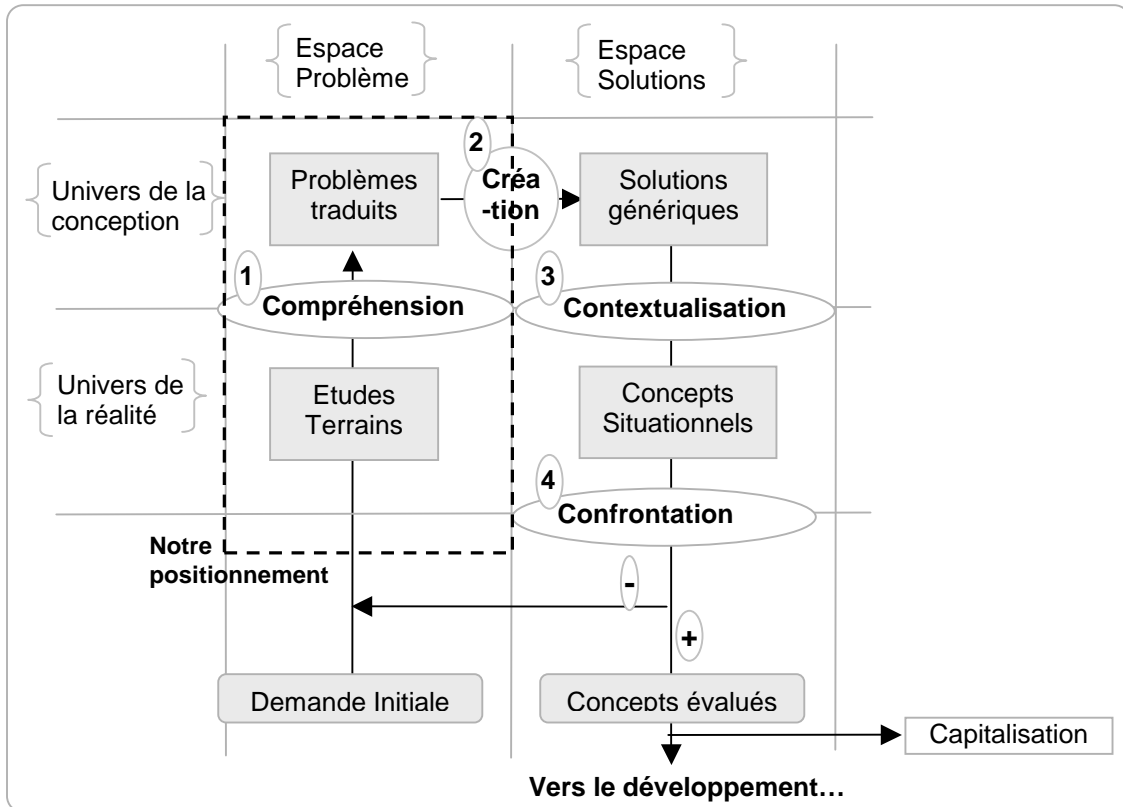 Espace
Problème
Espace
Solutions
Univers de la
conception
Problèmes
traduits
2
Créa
-tion
Solutions
génériques
1
Compréhension
3
Contextualisation
Univers de
la réalité
Etudes
Terrains
Concepts
Situationnels
4
Confrontation
Notre
positionnement
-
+
Demande Initiale
Concepts évalués
Capitalisation
Vers le développement…